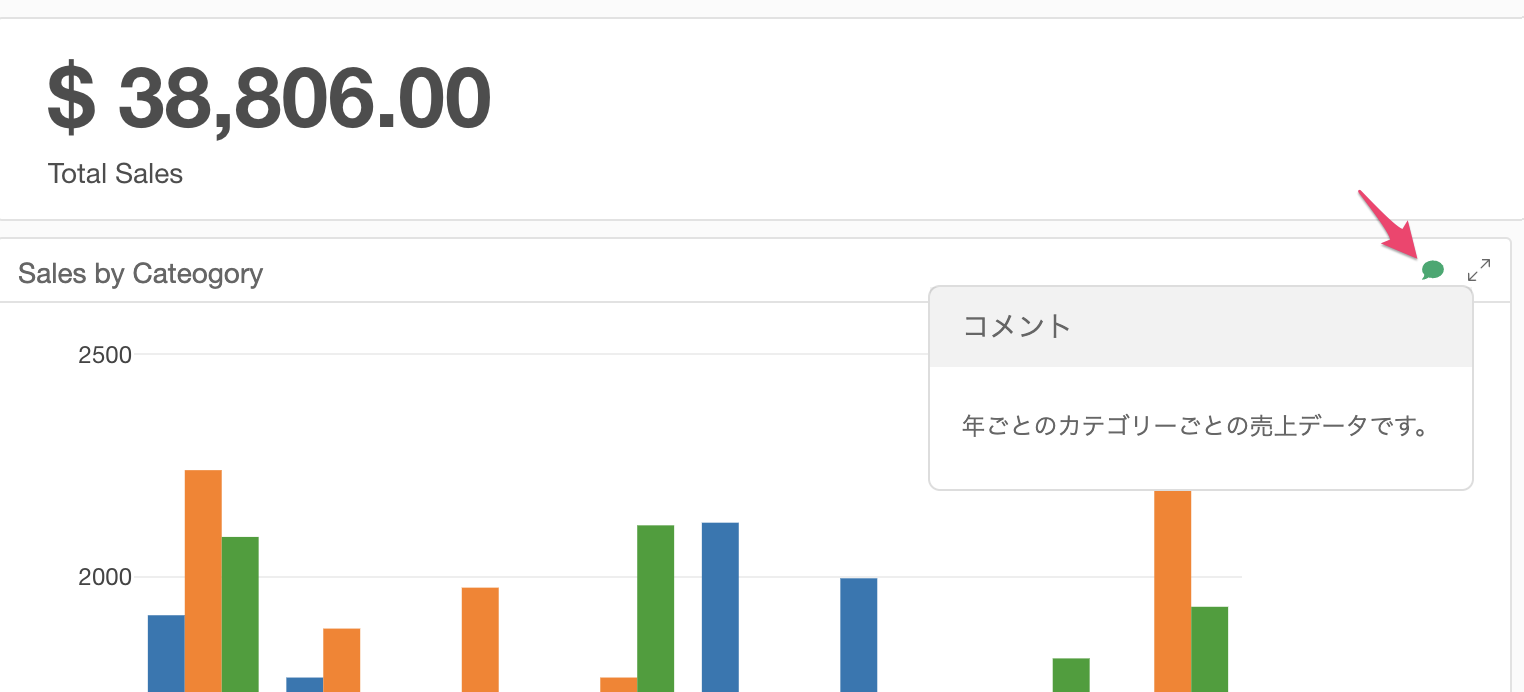 $ 38,806.00
Total Sales
Sales by Cateogory
コメント
年ごとのカテゴリーごとの売上データです。
2500
2000